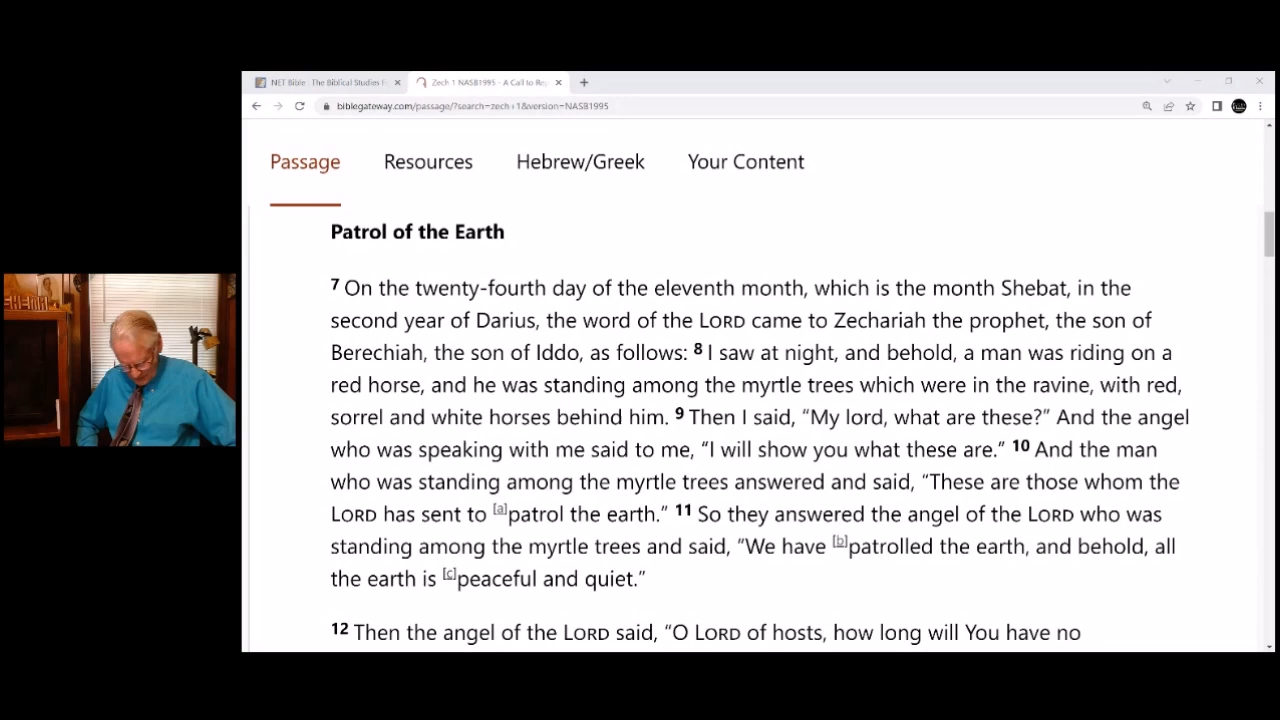 NET Bible : The Biblical Studies F
Zech 1 NASB1995 - A Call to Re
biblegateway.com/passage/?search=zech+1&version=NASB1995
Passage Resources Hebrew/Greek Your Content
Patrol of the Earth
7 On the twenty-fourth day of the eleventh month, which is the month Shebat, in the
second year of Darius, the word of the LORD came to Zechariah the prophet, the son of
Berechiah, the son of Iddo, as follows: 8 I saw at night, and behold, a man was riding on a
red horse, and he was standing among the myrtle trees which were in the ravine, with red,
sorrel and white horses behind him. 9 Then I said, “My lord, what are these?” And the angel
who was speaking with me said to me, “I will show you what these are.” 10 And the man
who was standing among the myrtle trees answered and said, “These are those whom the
LORD has sent to [a]patrol the earth.” 11 So they answered the angel of the LORD who was
standing among the myrtle trees and said, “We have [b]patrolled the earth, and behold, all
the earth is [c]peaceful and quiet.”
12 Then the angel of the LORD said, “O LORD of hosts, how long will You have no